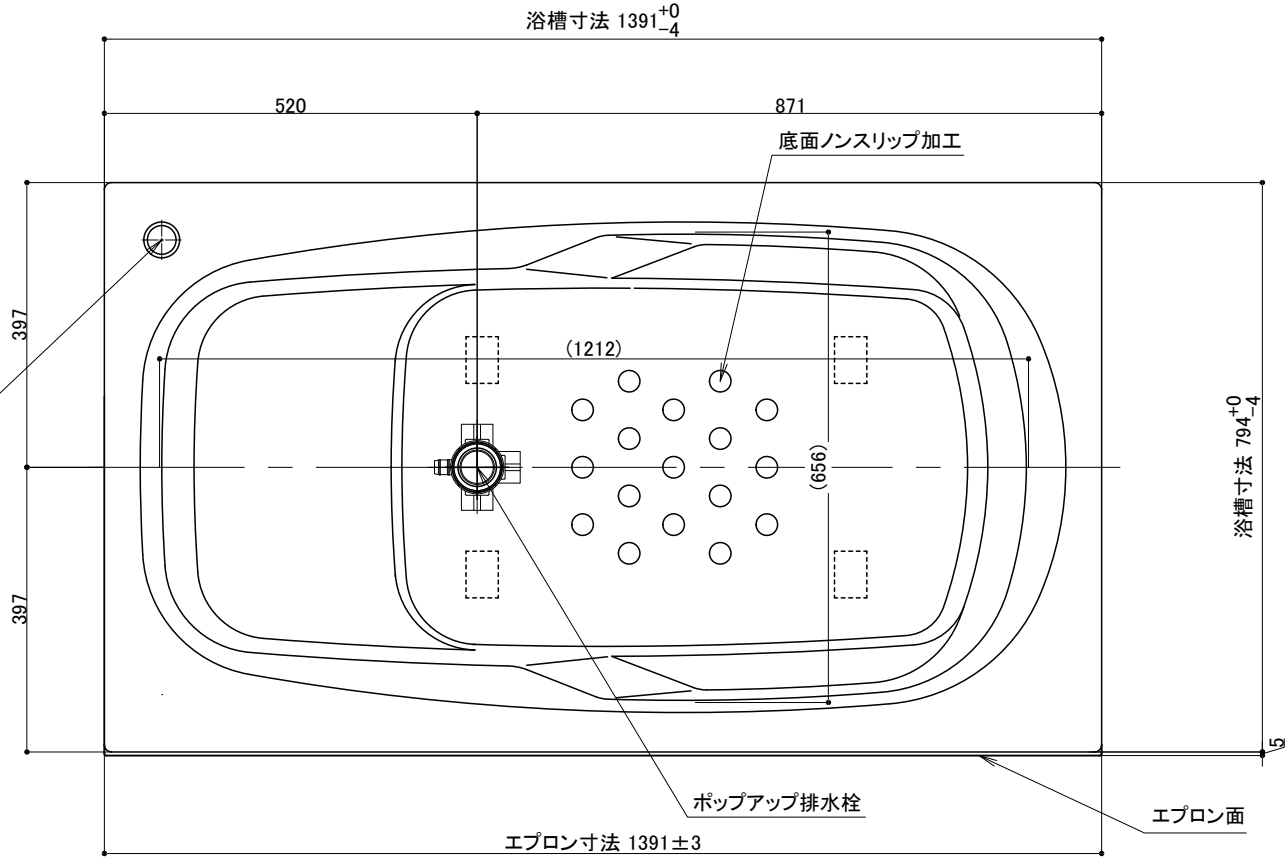 浴槽寸法 1391+0-4
520
871
底面ノンスリップ加工
397
(1212)
(656)
浴槽寸法 794+0-4
397
5
ポップアップ排水栓
エプロン面
エプロン寸法 1391±3